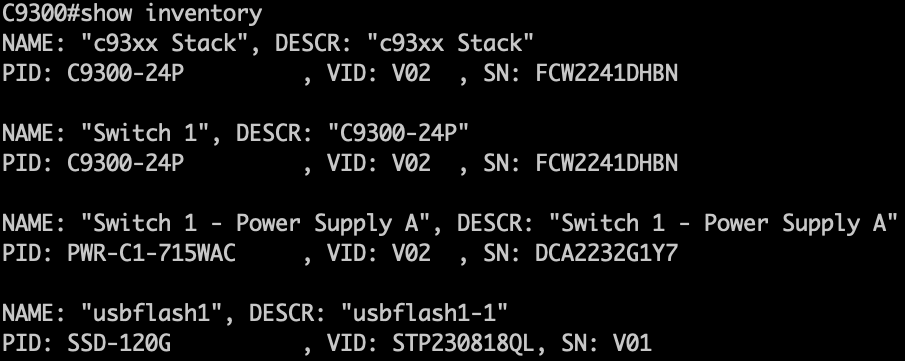 C9300#show inventory
NAME: "c93xx Stack", DESCR: "c93xx Stack"
PID: C9300-24P         , VID: V02  , SN: FCW2241DHBN

NAME: "Switch 1", DESCR: "C9300-24P"
PID: C9300-24P         , VID: V02  , SN: FCW2241DHBN

NAME: "Switch 1 - Power Supply A", DESCR: "Switch 1 - Power Supply A"
PID: PWR-C1-715WAC     , VID: V02  , SN: DCA2232G1Y7

NAME: "usbflash1", DESCR: "usbflash1-1"
PID: SSD-120G          , VID: STP230818QL, SN: V01